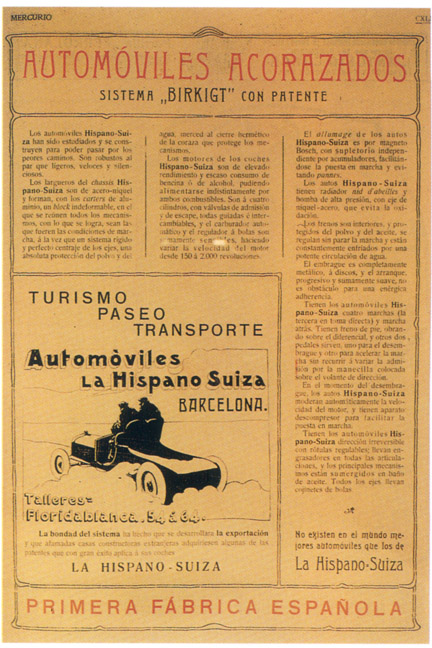 MERCURIO
AUTOMÓVILES ACORAZADOS
SISTEMA „BIRKIGT" CON PATENTE
Los automóviles Hispano-Sui-
za han sido estudiados y se cons-
truyen para poder pasar por los
peores caminos. Son robustos al
par que ligeros, veloces y silen-
ciosos.
Los largueros del chassis His-
pano-Suiza son de acero-níquel
y forman, con los carters de alu-
minio, un block indeformable, en el
que se reúnen todos los mecanis-
mos, con lo que se logra, sean las
que fueren las condiciones de mar-
cha, á la vez que un sistema rígido
y perfecto centraje de los ejes, una
absoluta protección del polvo y del
agua, merced al cierre hermético
de la coraza que protege los me-
canismos.
Los motores de los coches
Hispano-Suiza son de elevado
rendimiento y escaso consumo de
bencina ó de alcohol, pudiendo
alimentarse indistintamente por
ambos combustibles. Son á cuatro
cilindros, con válvulas de admisión
y de escape, todas guiadas é inter-
cambiables, y el carburador auto-
mático y el regulador á bolas son
sumamente sensibles, haciendo
variar la velocidad del motor
desde 150 á 2.000 revoluciones.
El allumage de los autos
Hispano-Suiza es por magneto
Bosch, con supletorio indepen-
diente por acumuladores, facilitán-
dose la puesta en marcha y evi-
tando pannes.
Los autos Hispano-Suiza
tienen radiador nid d'abeilles y
bomba de alta presión, con eje de
níquel-acero, que evita la oxi-
dación.
Los frenos son interiores, y pro-
tegidos del polvo y del aceite, se
regulan sin parar la marcha y están
constantemente enfriados por una
potente circulación de agua.
El embrague es completamente
metálico, á discos, y el arranque,
progresivo y sumamente suave, no
es obstáculo para una enérgica
adherencia.
Tienen los automóviles His-
pano-Suiza cuatro marchas (la
tercera en toma directa) y marcha
atrás. Tienen freno de pie, obran-
do sobre el diferencial, y otros dos
pedales sirven, uno para el desem-
brague y otro para acelerar la mar-
cha sin recurrir á variar la admi-
sión por la manecilla colocada
sobre el volante de dirección.
En el momento del desembra-
gue, los autos Hispano-Suiza
moderan automáticamente la velo-
cidad del motor, y tienen aparato
descompresor para facilitar la
puesta en marcha.
Tienen los automóviles His-
pano-Suiza dirección irreversible
con rótulas regulables; llevan en-
grasadores en todas las articula-
ciones, y los principales mecanis-
mos están sumergidos en baño
de aceite. Todos los ejes llevan
cojinetes de bolas.
TURISMO
PASEO
TRANSPORTE
Automòviles
LA Hispano Suiza
BARCELONA.
Talleres=
Floridablanca, 54 á 64.
La bondad del sistema ha hecho que se desarrollara la exportación
y que afamadas casas constructoras extranjeras adquirieren algunas de las
patentes que con gran éxito aplica á sus coches
LA HISPANO-SUIZA
No existen en el mundo me-
jores automóviles que los de
La Hispano-Suiza
PRIMERA FÁBRICA ESPAÑOLA